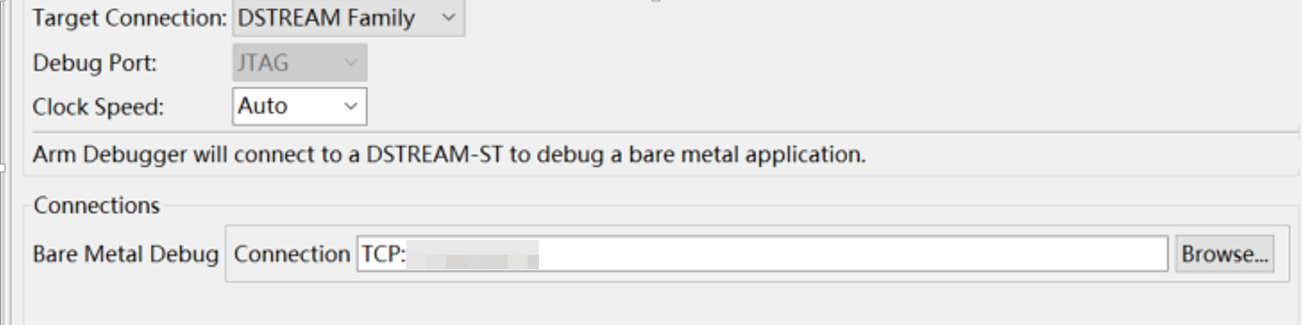 Target Connection: DSTREAM Family
Debug Port: JTAG
Clock Speed: Auto
Arm Debugger will connect to a DSTREAM-ST to debug a bare metal application.
Connections
Bare Metal Debug Connection TCP: Browse...